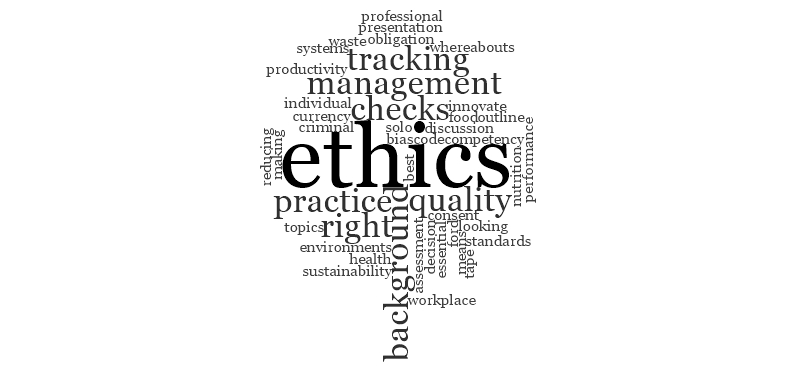 professional
presentation
waste obligation
systems whereabouts
tracking
productivity
management
individual checks innovate
currency food outline
criminal solo discussion
bias code competency
reducing
making
ethics
best
nutrition
performance
practice quality
consent
topics right looking
background
assessment
decision
essential
ford
means
tape
standards
environments
health
sustainability
workplace